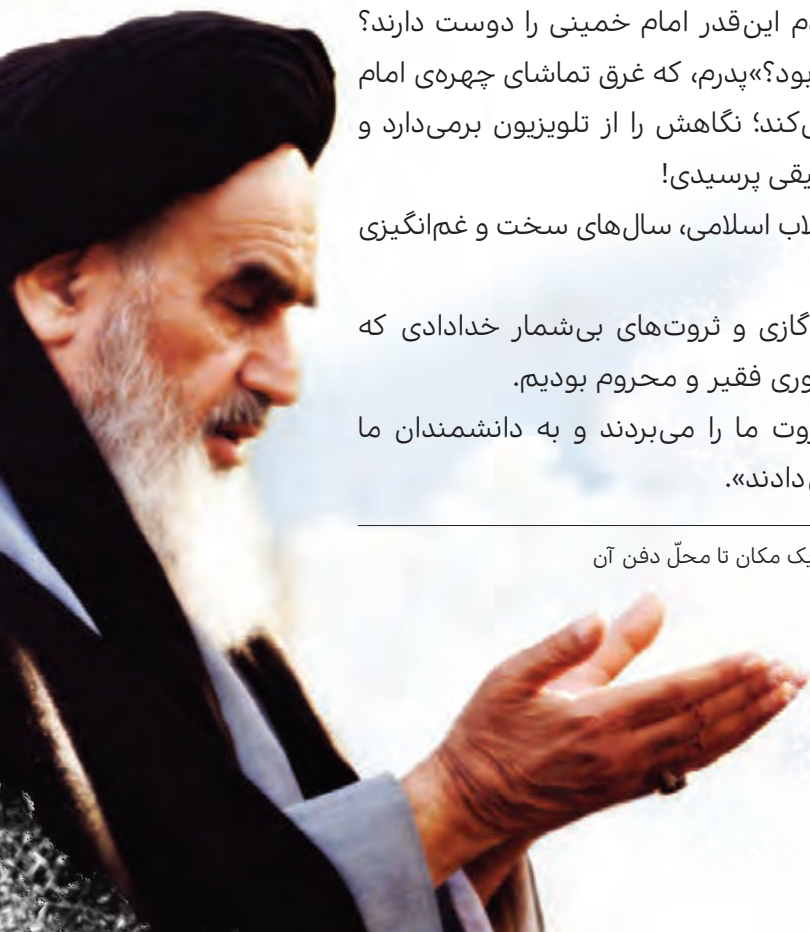 م این‌قدر امام خمینی را دوست دارند؟
بود؟»پدرم، که غرق تماشای چهره‌ی امام
‌کند؛ نگاهش را از تلویزیون برمی‌دارد و
یقی پرسیدی!
لاب اسلامی، سال‌های سخت و غم‌انگیزی
گازی و ثروت‌های بی‌شمار خدادادی که
وری فقیر و محروم بودیم.
روت ما را می‌بردند و به دانشمندان ما
‌دادند».
یک مکان تا محلّ دفن آن